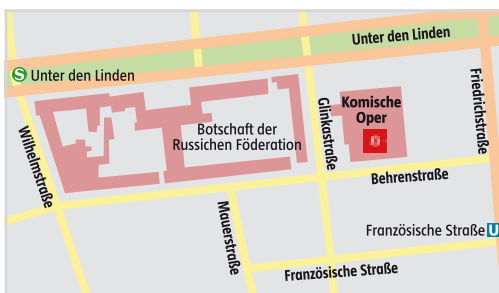 Unter den Linden
S Unter den Linden
Friedrichstraße
Komische
Oper
Glinkastraße
Botschaft der
Russichen Föderation
Wilhelmstraße
Behrenstraße
Mauerstraße
Französische Straße U
Französische Straße